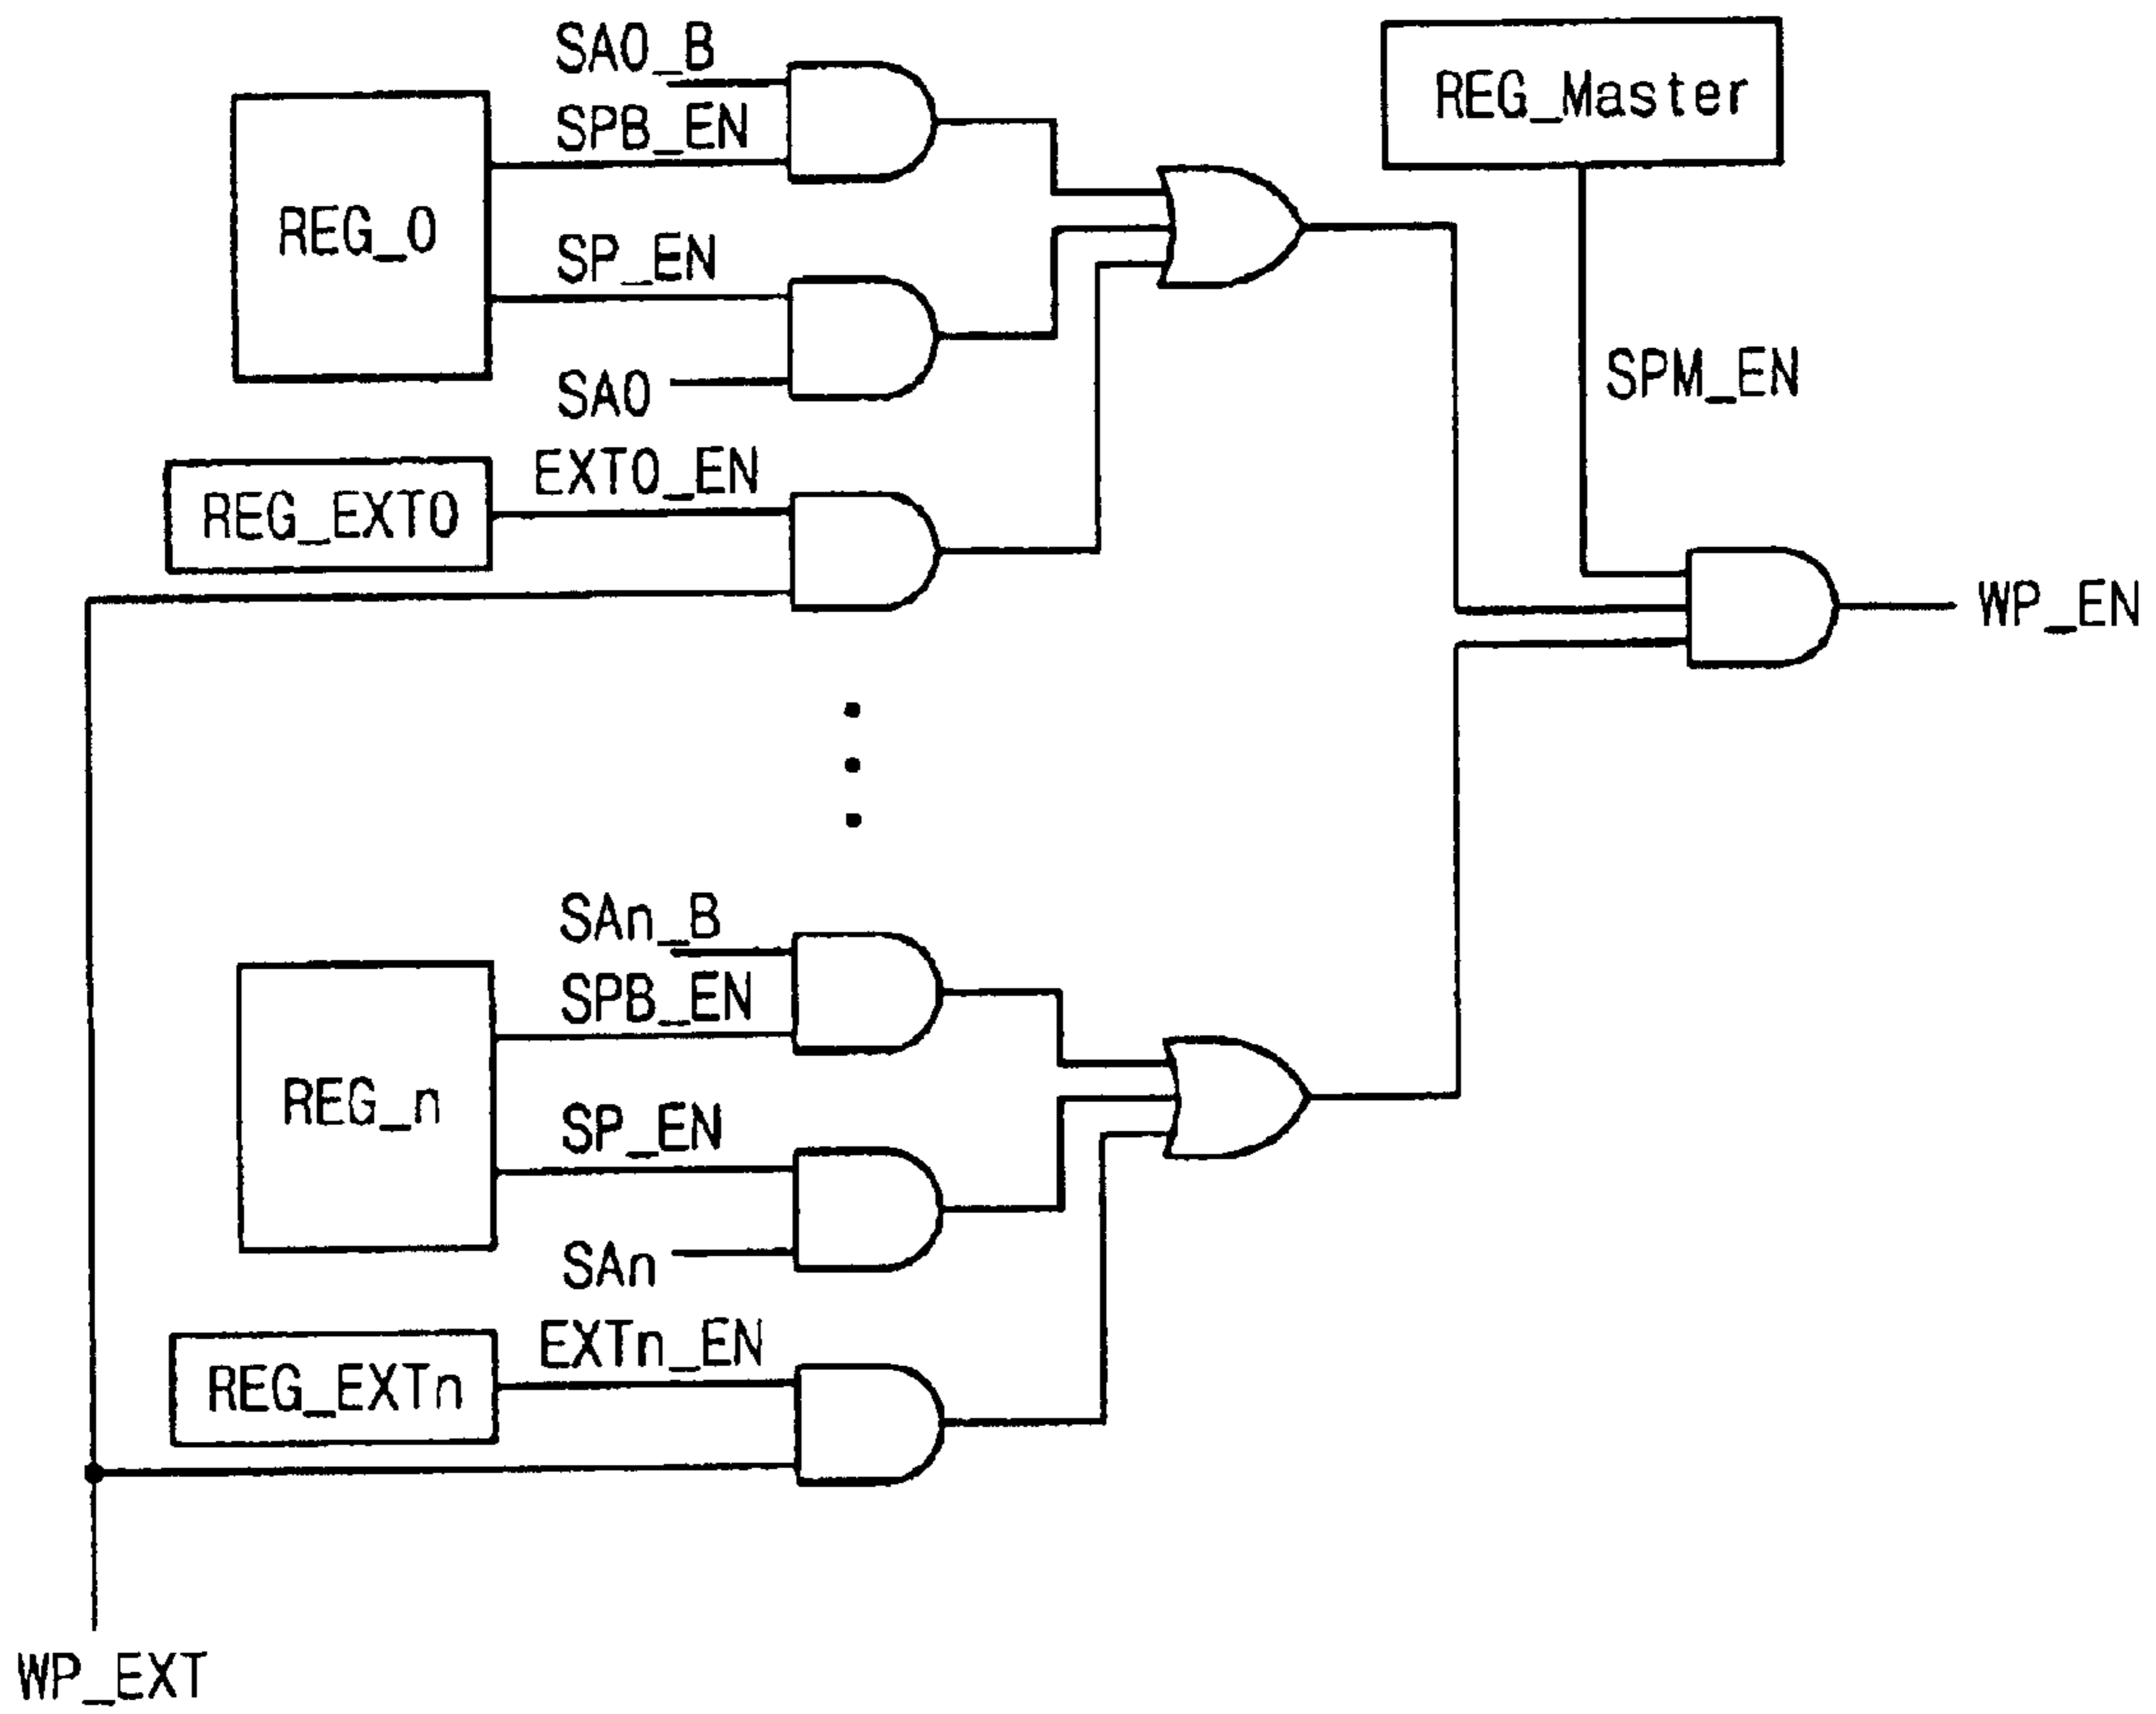 SA0_B
REG_Master
SPB_EN
REG_0
SP_EN
SPM_EN
SA0
EXT0_EN
REG_EXT0
WP_EN
SAn_B
SPB_EN
REG_n
SP_EN
SAn
EXTn_EN
REG_EXTn
WP_EXT